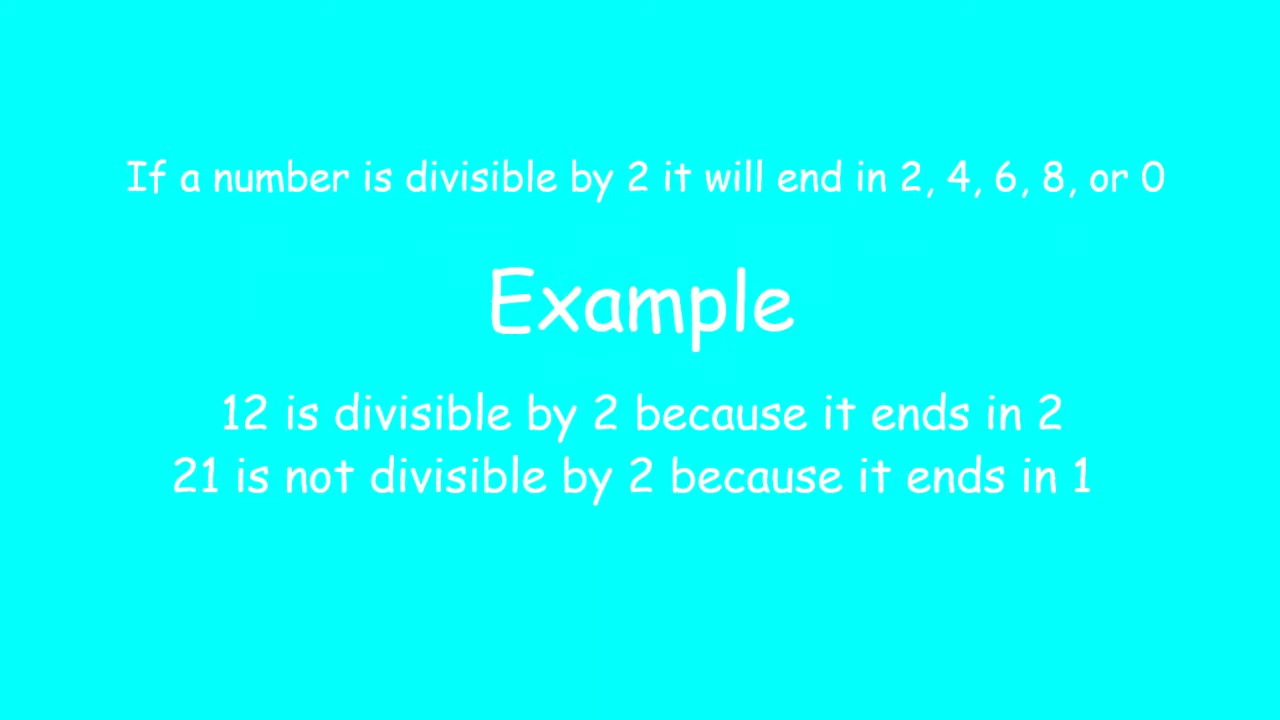 If a number is divisible by 2 it will end in 2, 4, 6, 8, or 0
Example
12 is divisible by 2 because it ends in 2
21 is not divisible by 2 because it ends in 1